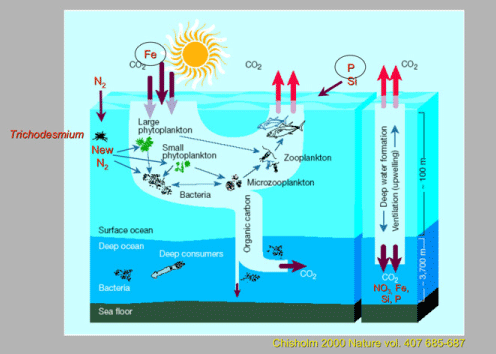 CO2
Fe
CO2
P
Si
CO2
N2
Trichodesmium
New
N2
Large
phytoplankton
Small
phytoplankton
Zooplankton
Microzooplankton
Bacteria
Organic carbon
Deep water formation
Ventilation (upwelling)
~ 100 m
Surface ocean
Deep ocean
Deep consumers
CO2
~ 3,700 m
Bacteria
CO2
NO3, Fe,
Si, P
Sea floor
Chisholm 2000 Nature vol. 407 685-687